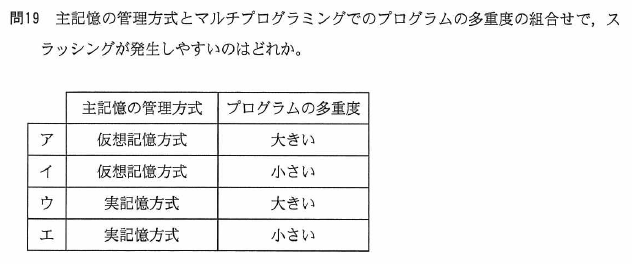 問19 主記憶の管理方式とマルチプログラミングでのプログラムの多重度の組合せで，ス
ラッシングが発生しやすいのはどれか。
主記憶の管理方式 プログラムの多重度
ア 仮想記憶方式 大きい
イ 仮想記憶方式 小さい
ウ 実記憶方式 大きい
エ 実記憶方式 小さい